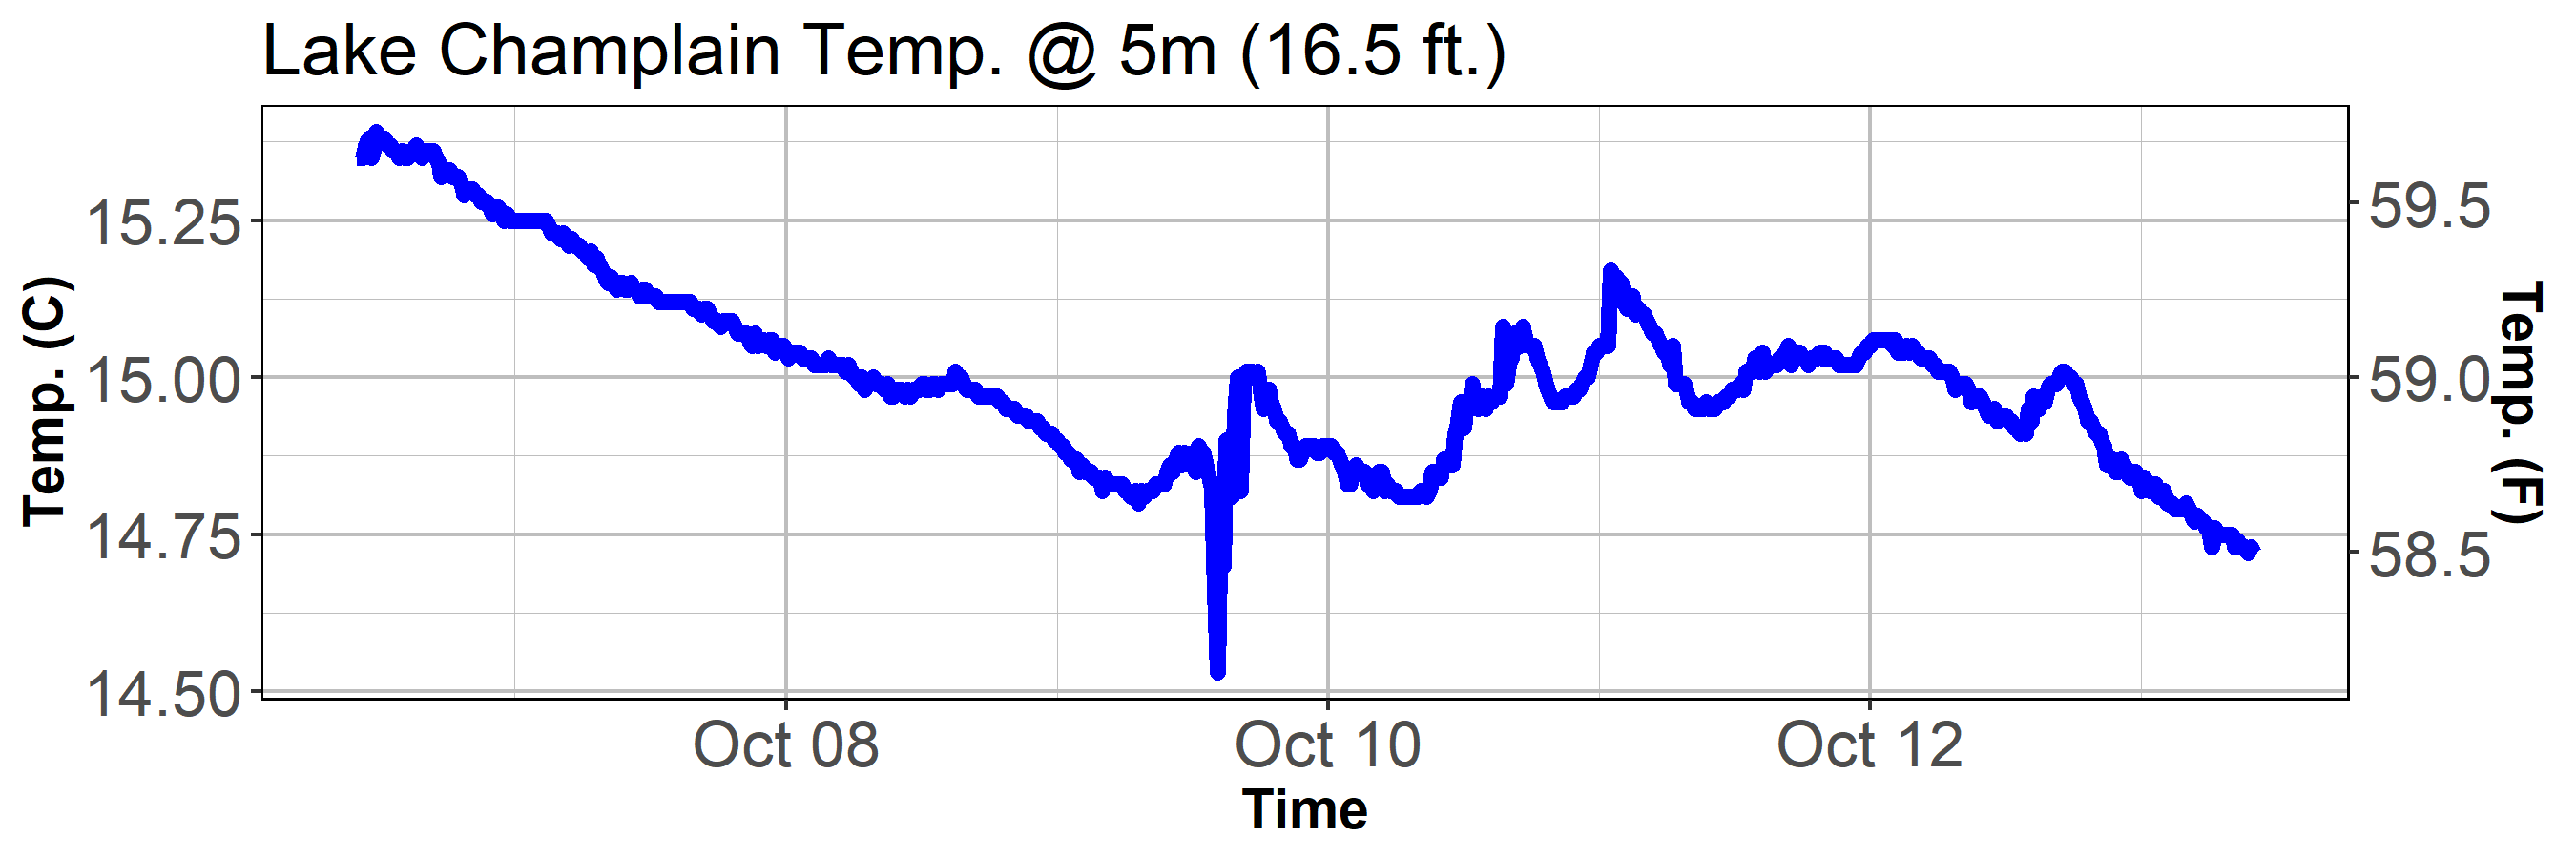 Lake Champlain Temp. @ 5m (16.5 ft.)
Temp. (C)
15.25
15.00
14.75
14.50
59.5
59.0
58.5
Temp. (F)
Oct 08
Oct 10
Oct 12
Time